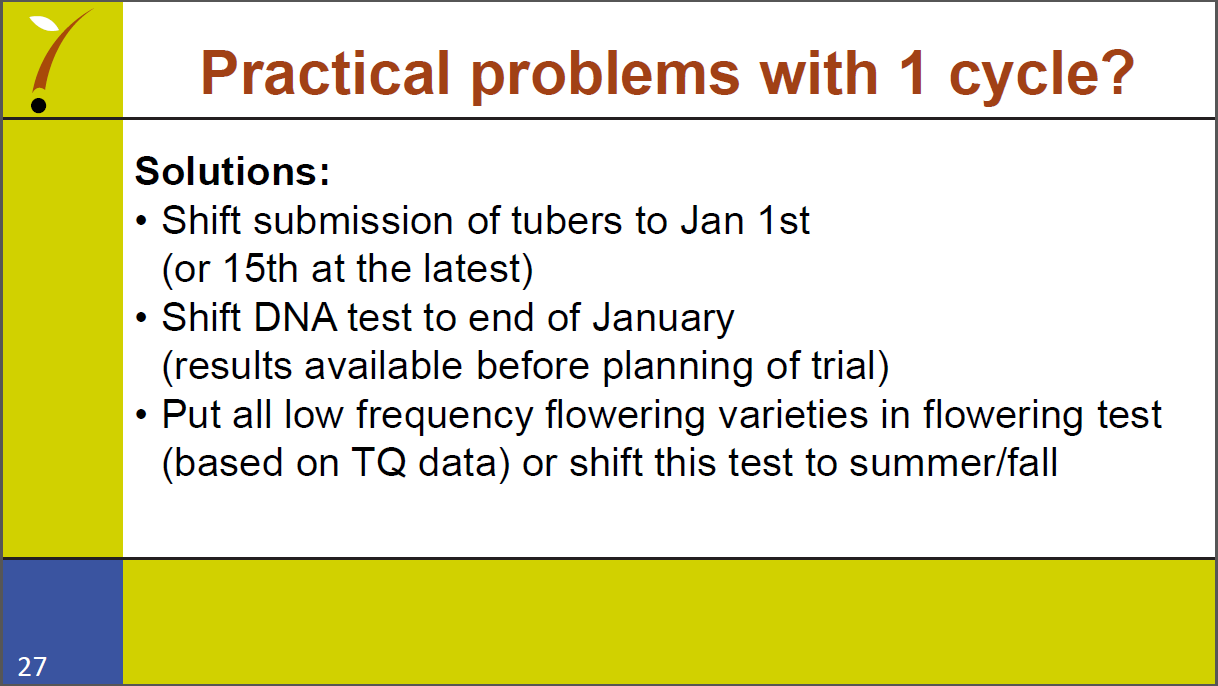 Practical problems with 1 cycle?
Solutions:
• Shift submission of tubers to Jan 1st
(or 15th at the latest)
• Shift DNA test to end of January
(results available before planning of trial)
• Put all low frequency flowering varieties in flowering test
(based on TQ data) or shift this test to summer/fall
27